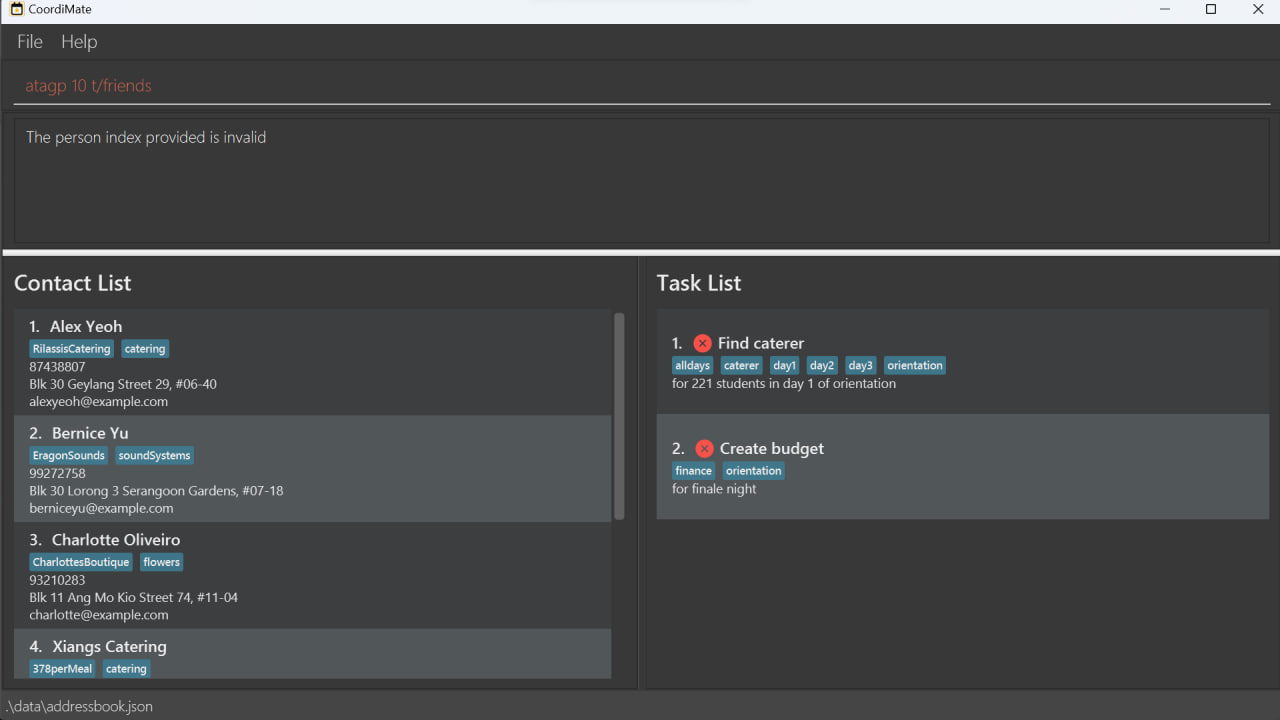 CoordiMate
File Help
atagp 10 t/friends
The person index provided is invalid
Contact List
1. Alex Yeoh
RilassisCatering catering
87438807
Blk 30 Geylang Street 29, #06-40
alexyeoh@example.com
2. Bernice Yu
EragonSounds soundSystems
99272758
Blk 30 Lorong 3 Serangoon Gardens, #07-18
berniceyu@example.com
3. Charlotte Oliveiro
CharlottesBoutique flowers
93210283
Blk 11 Ang Mo Kio Street 74, #11-04
charlotte@example.com
4. Xiangs Catering
378perMeal catering
Task List
1. Find caterer
alldays caterer day1 day2 day3 orientation
for 221 students in day 1 of orientation
2. Create budget
finance orientation
for finale night
.\data\addressbook.json